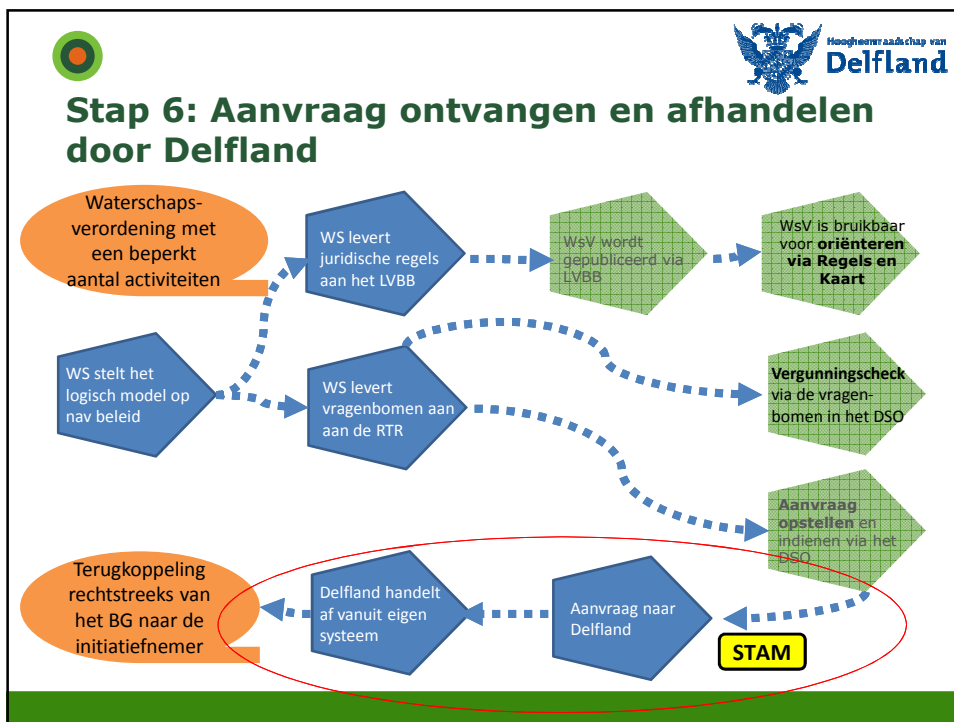 Hoogheemraadschap van
Delfland
Stap 6: Aanvraag ontvangen en afhandelen
door Delfland
Waterschaps-
verordening met
een beperkt
aantal activiteiten
WS levert
juridische regels
aan het LVBB
WsV wordt
gepubliceerd via
LVBB
WsV is bruikbaar
voor oriënteren
via Regels en
Kaart
WS stelt het
logisch model op
nav beleid
WS levert
vragenbomen aan
aan de RTR
Vergunningscheck
via de vragen-
bomen in het DSO
Aanvraag
opstellen en
indienen via het
DSO
Terugkoppeling
rechtstreeks van
het BG naar de
initiatiefnemer
Delfland handelt
af vanuit eigen
systeem
Aanvraag naar
Delfland
STAM